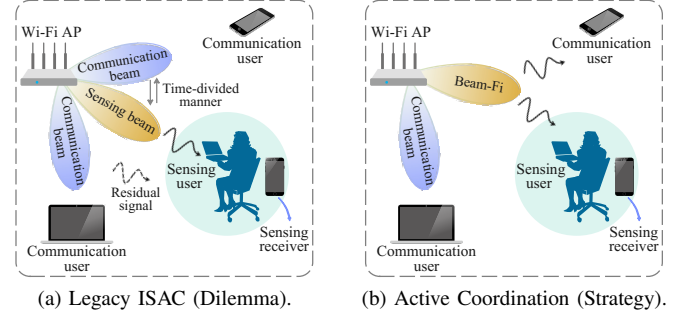 Wi-Fi AP
Communication
beam
Communication
user
Time-divided
manner
Sensing beam
Communication
beam
Sensing
user
Residual
signal
Sensing
receiver
Communication
user
(a) Legacy ISAC (Dilemma).
Wi-Fi AP
Communication
user
Beam-Fi
Communication
beam
Sensing
user
Sensing
receiver
Communication
user
(b) Active Coordination (Strategy).